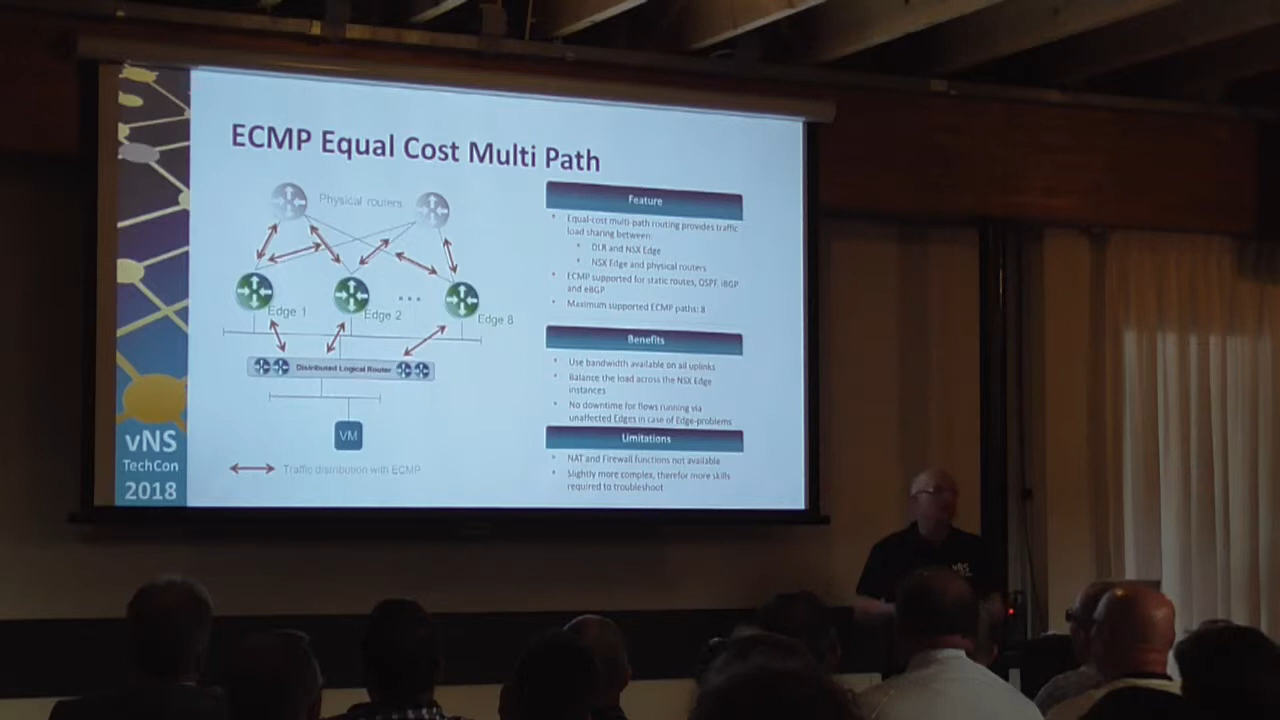 ECMP Equal Cost Multi Path
Physical routers
Edge 1
Edge 2
...
Edge 8
Distributed Logical Router
VM
Traffic distribution with ECMP
Feature
• Equal-cost multi-path routing provides traffic
load sharing between:
• DLR and NSX Edge
• NSX Edge and physical routers
• ECMP supported for static routes, OSPF, iBGP
and eBGP
• Maximum supported ECMP paths: 8
Benefits
• Use bandwidth available on all uplinks
• Balance the load across the NSX Edge
instances
• No downtime for flows running via
unaffected Edges in case of Edge-problems
Limitations
• NAT and Firewall functions not available
• Slightly more complex, therefor more skills
required to troubleshoot
vNS
TechCon
2018
vNS